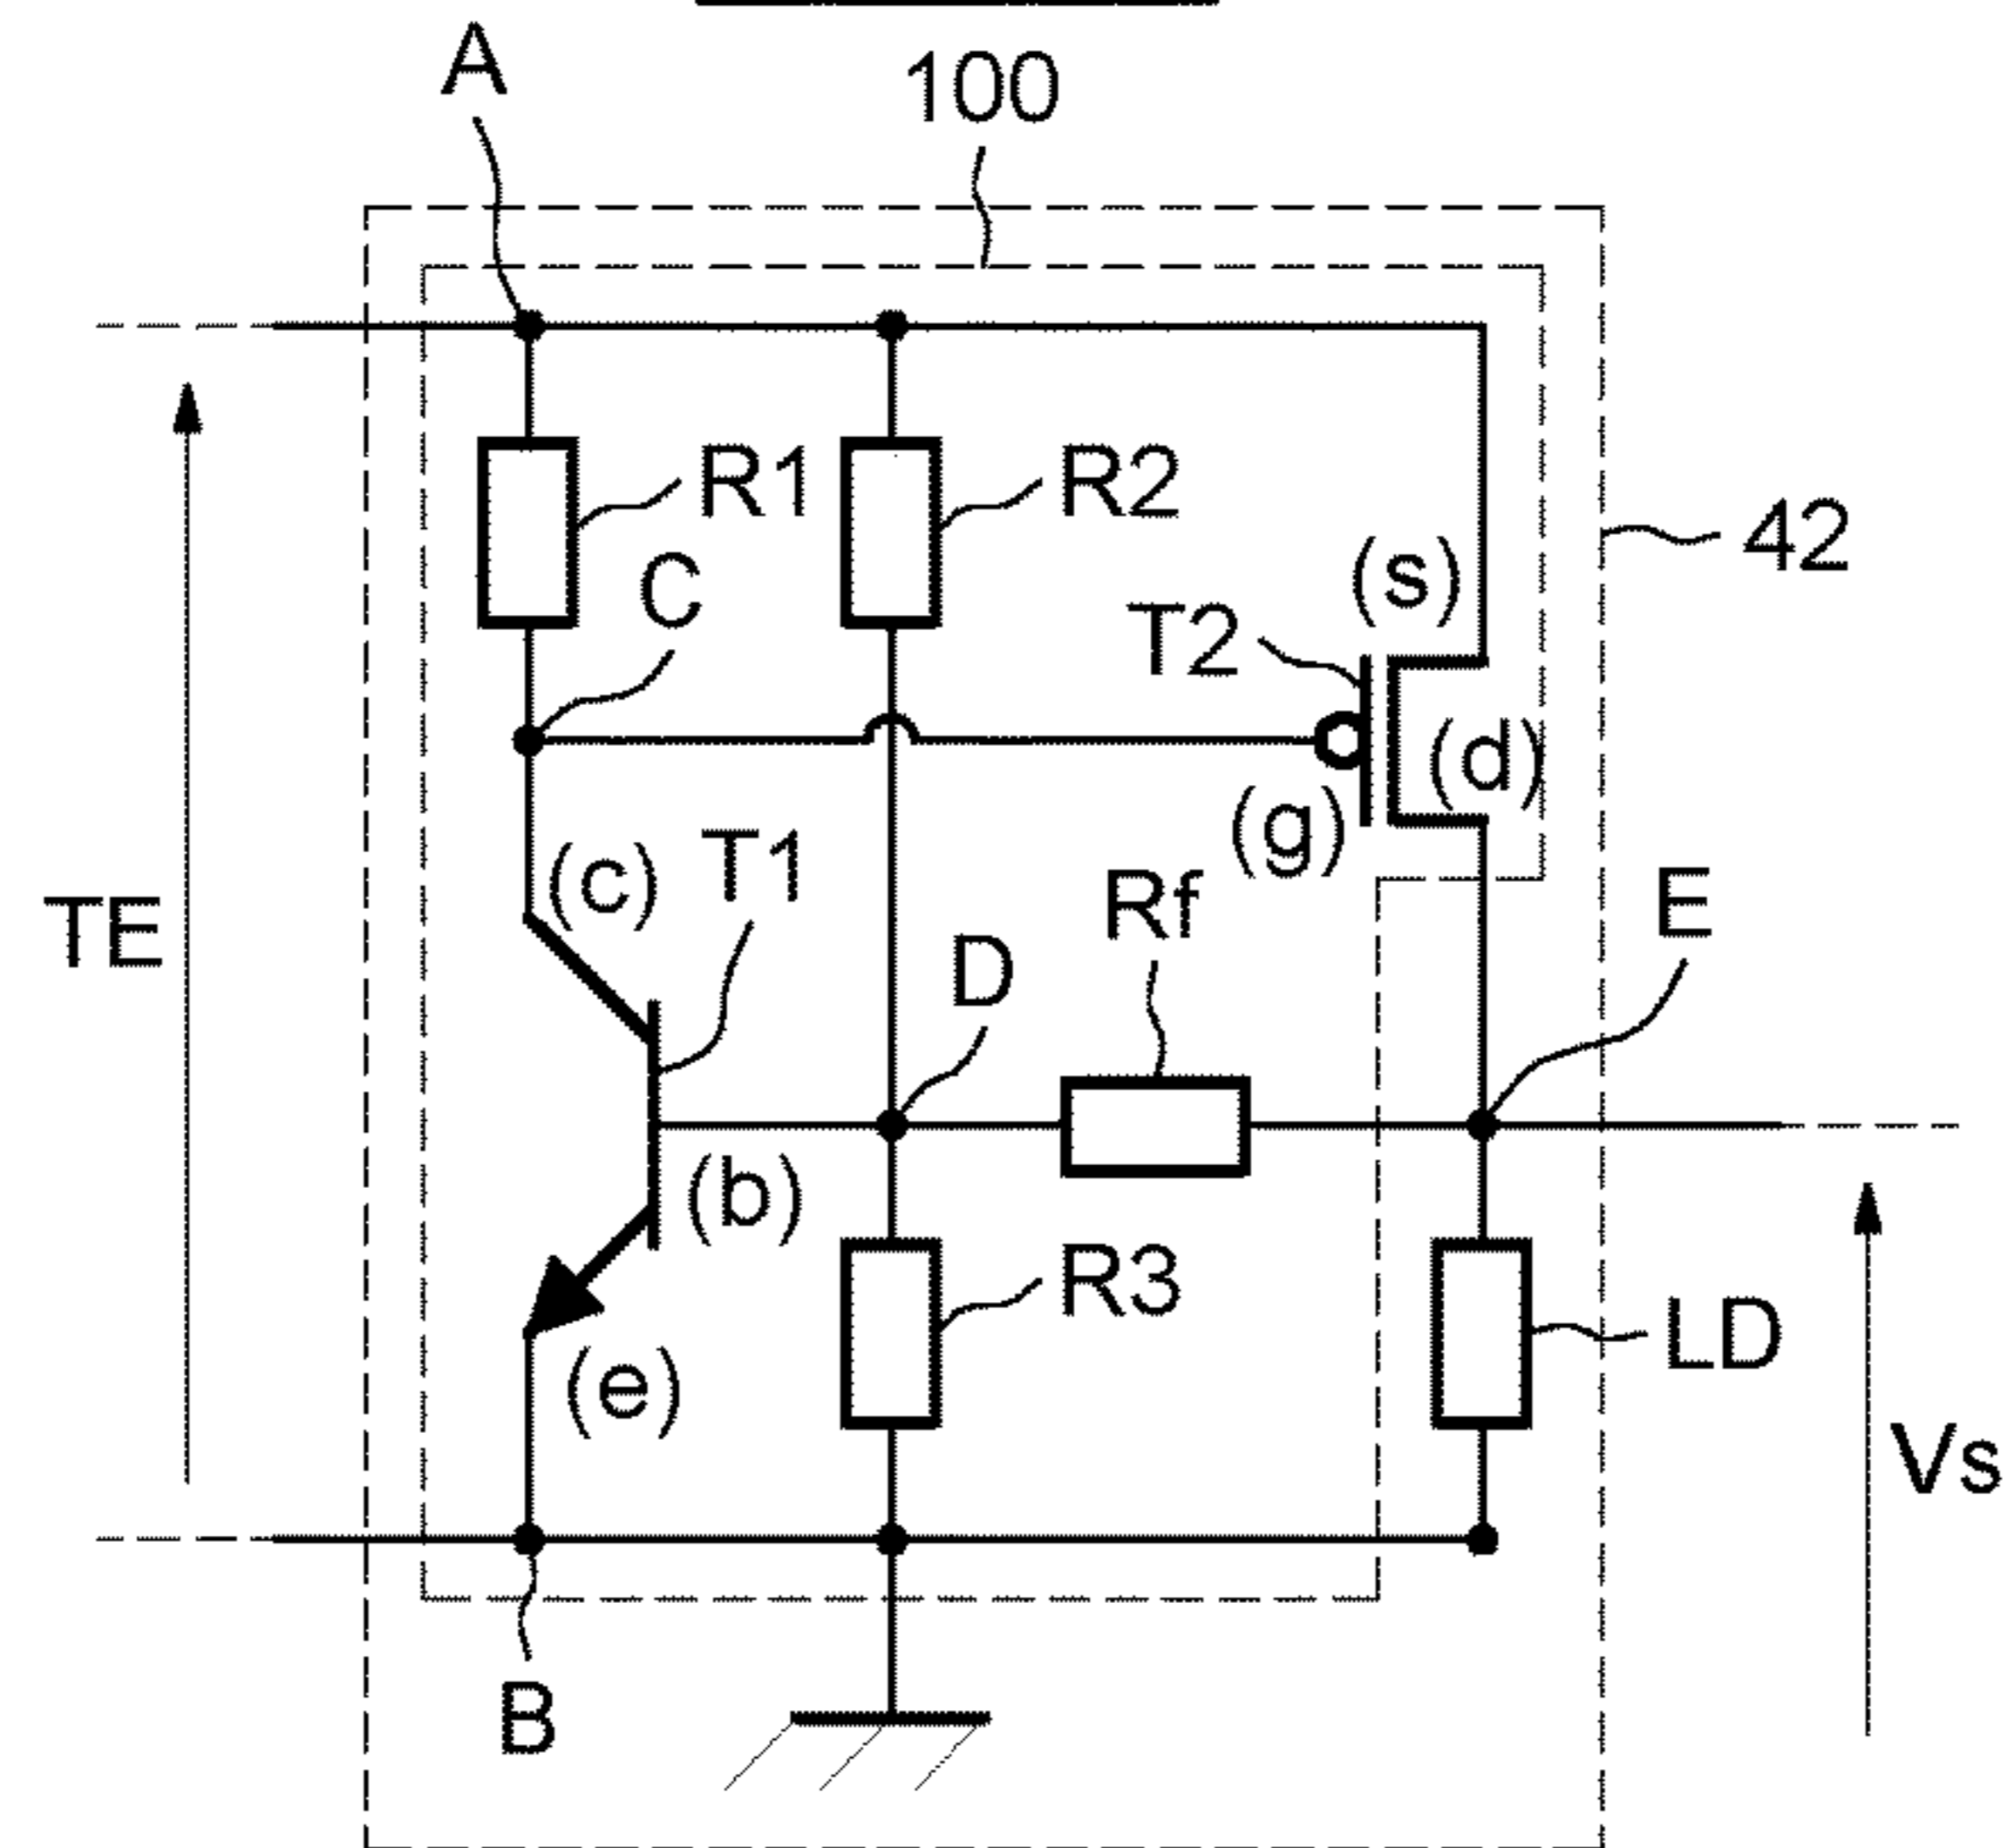 A
100
R1
R2
C
(s)
42
T2
(d)
(g)
T1
(c)
Rf
E
TE
D
(b)
R3
LD
(e)
Vs
B